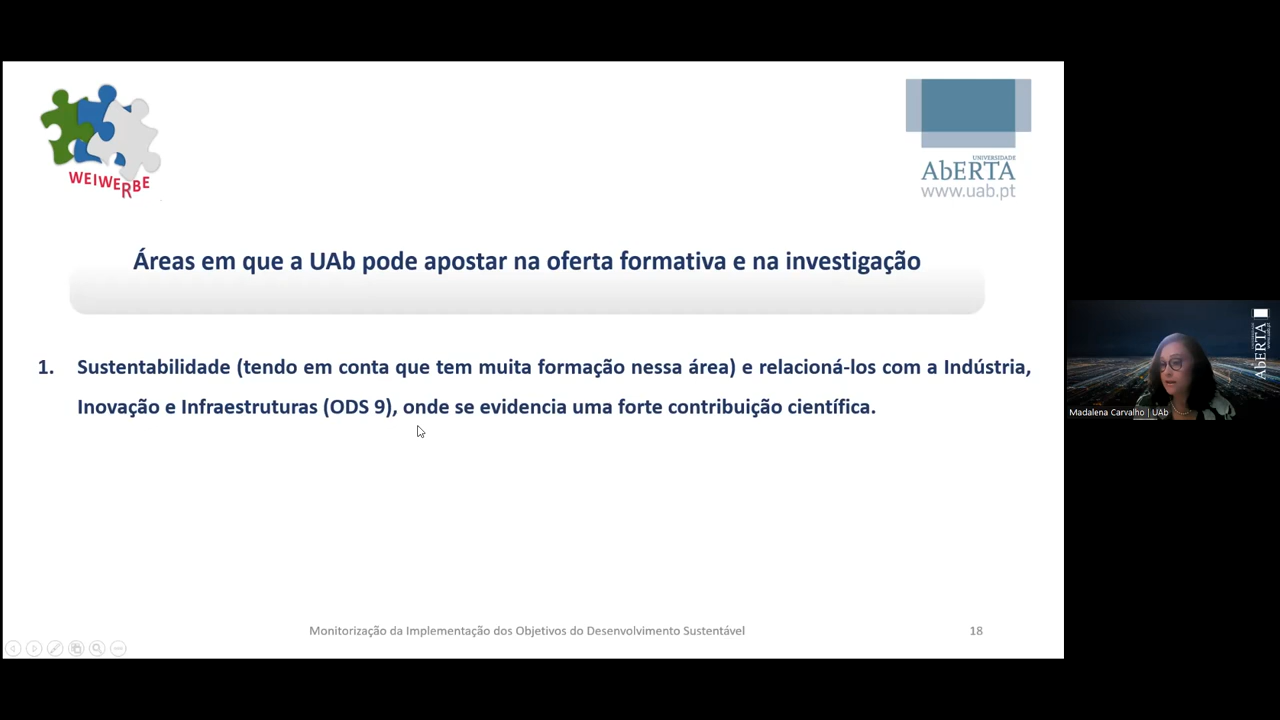 WEIWERBE
UNIVERSIDADE
AbERTA
www.uab.pt
Áreas em que a UAb pode apostar na oferta formativa e na investigação
1. Sustentabilidade (tendo em conta que tem muita formação nessa área) e relacioná-los com a Indústria,
Inovação e Infraestruturas (ODS 9), onde se evidencia uma forte contribuição científica.
Monitorização da Implementação dos Objetivos do Desenvolvimento Sustentável
18
AbERTA
Madalena Carvalho | UAb